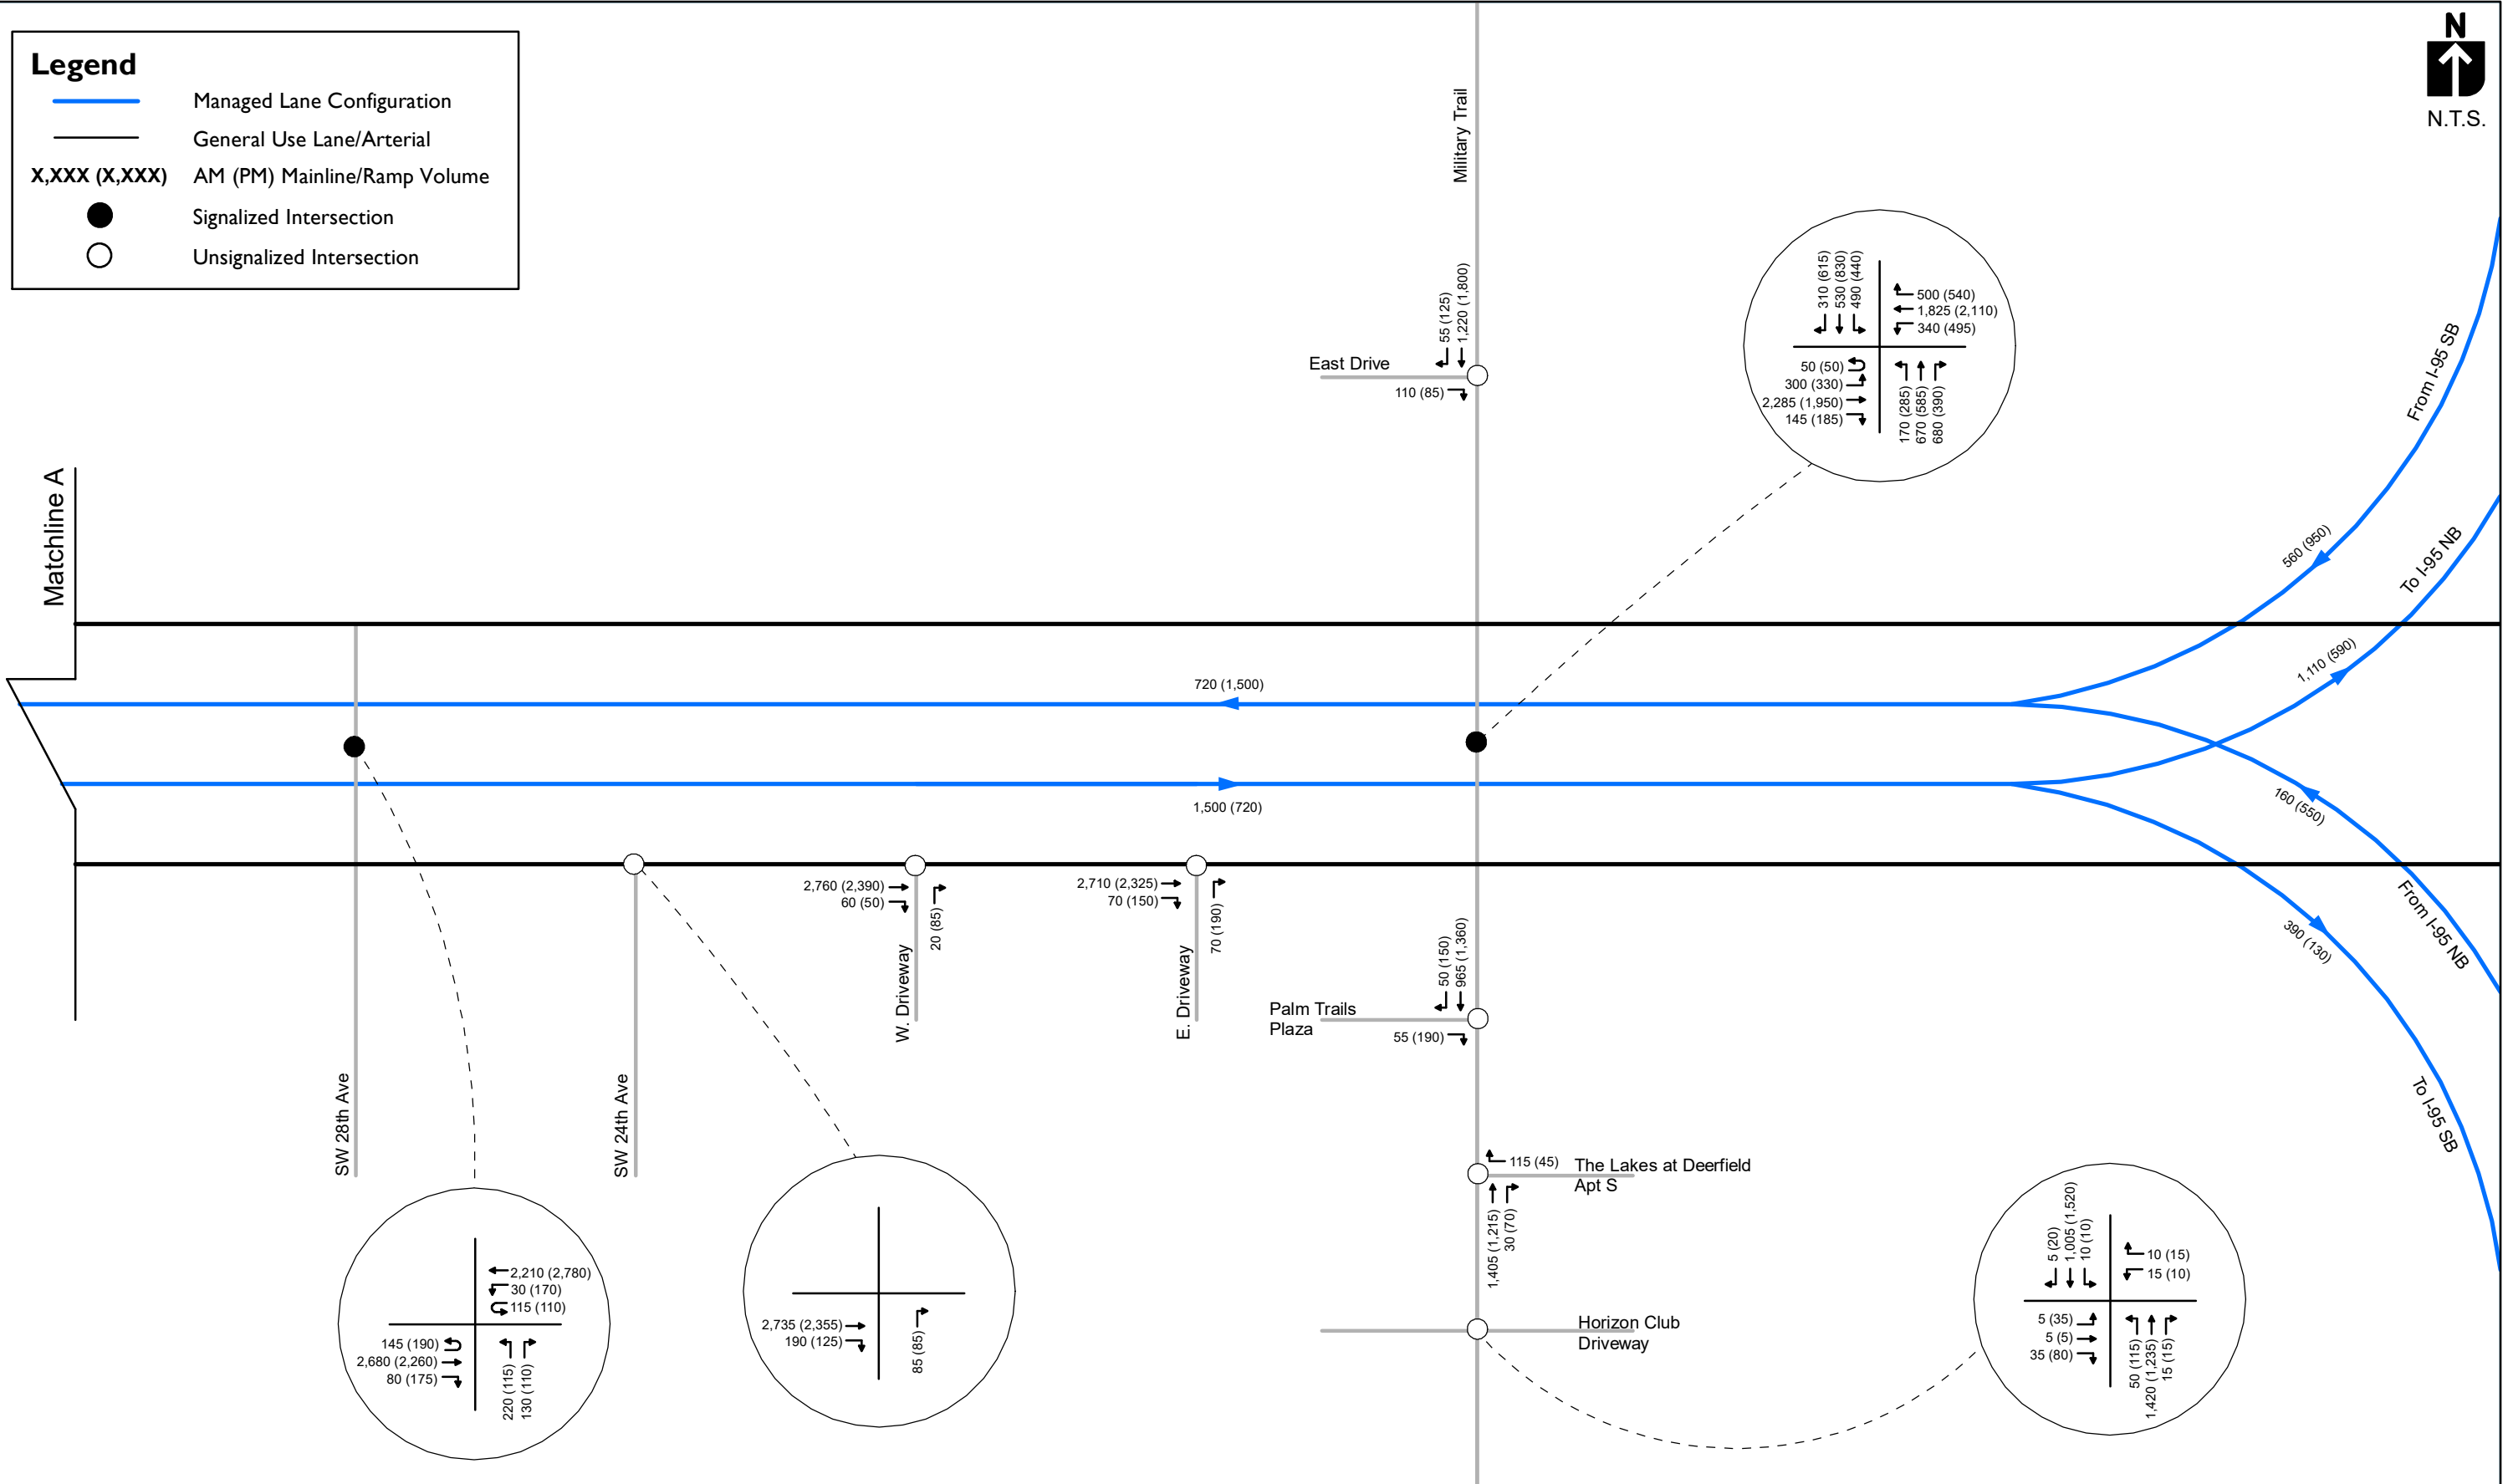 Legend
Managed Lane Configuration
General Use Lane/Arterial
X,XXX (X,XXX) AM (PM) Mainline/Ramp Volume
Signalized Intersection
Unsignalized Intersection
N
N.T.S.
Military Trail
55 (125)
1,220 (1,800)
East Drive
110 (85)
310 (615)
530 (830)
490 (440)
500 (540)
1,825 (2,110)
340 (495)
50 (50)
300 (330)
2,285 (1,950)
145 (185)
170 (285)
670 (585)
680 (390)
From I-95 SB
560 (950)
To I-95 NB
1,110 (590)
Matchline A
720 (1,500)
1,500 (720)
160 (550)
From I-95 NB
390 (130)
To I-95 SB
2,760 (2,390)
60 (50)
20 (85)
W. Driveway
2,710 (2,325)
70 (150)
70 (190)
E. Driveway
50 (150)
965 (1,360)
Palm Trails
Plaza
55 (190)
SW 28th Ave
SW 24th Ave
115 (45)
The Lakes at Deerfield
Apt S
1,405 (1,215)
30 (70)
Horizon Club
Driveway
2,210 (2,780)
30 (170)
115 (110)
145 (190)
2,680 (2,260)
80 (175)
220 (115)
130 (110)
2,735 (2,355)
190 (125)
85 (85)
5 (20)
1,005 (1,520)
10 (10)
10 (15)
15 (10)
5 (35)
5 (5)
35 (80)
50 (115)
1,420 (1,235)
15 (15)